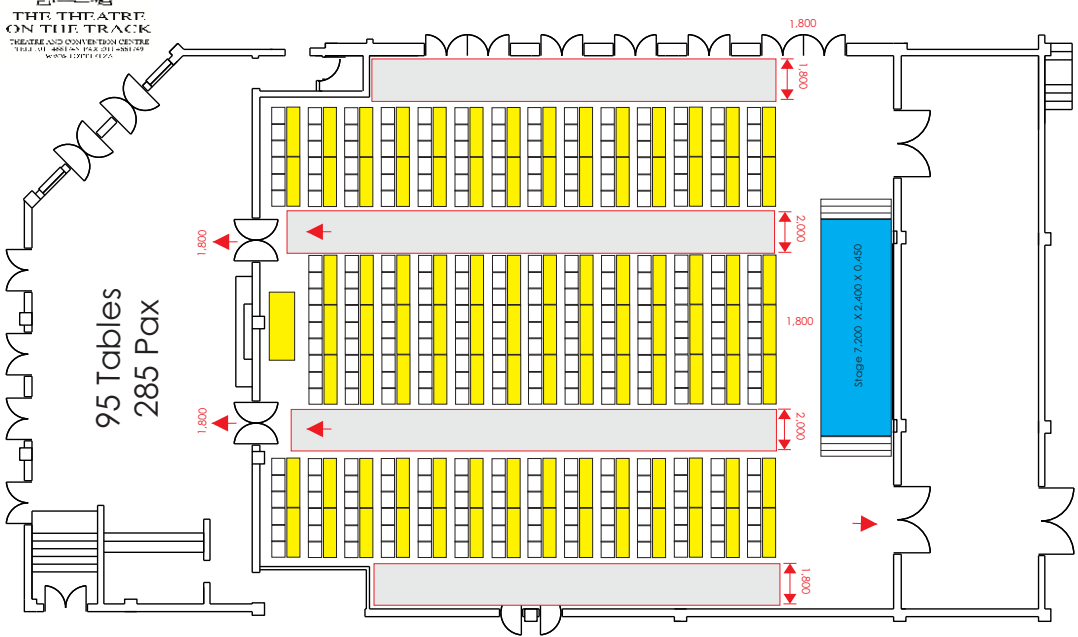 THE THEATRE
ON THE TRACK
THEATRE AND CONVENTION CENTRE
1,800
1,800
2,000
1,800
95 Tables
285 Pax
1,800
Stage 7.200 X 2.400 X 0.450
1,800
2,000
1,800